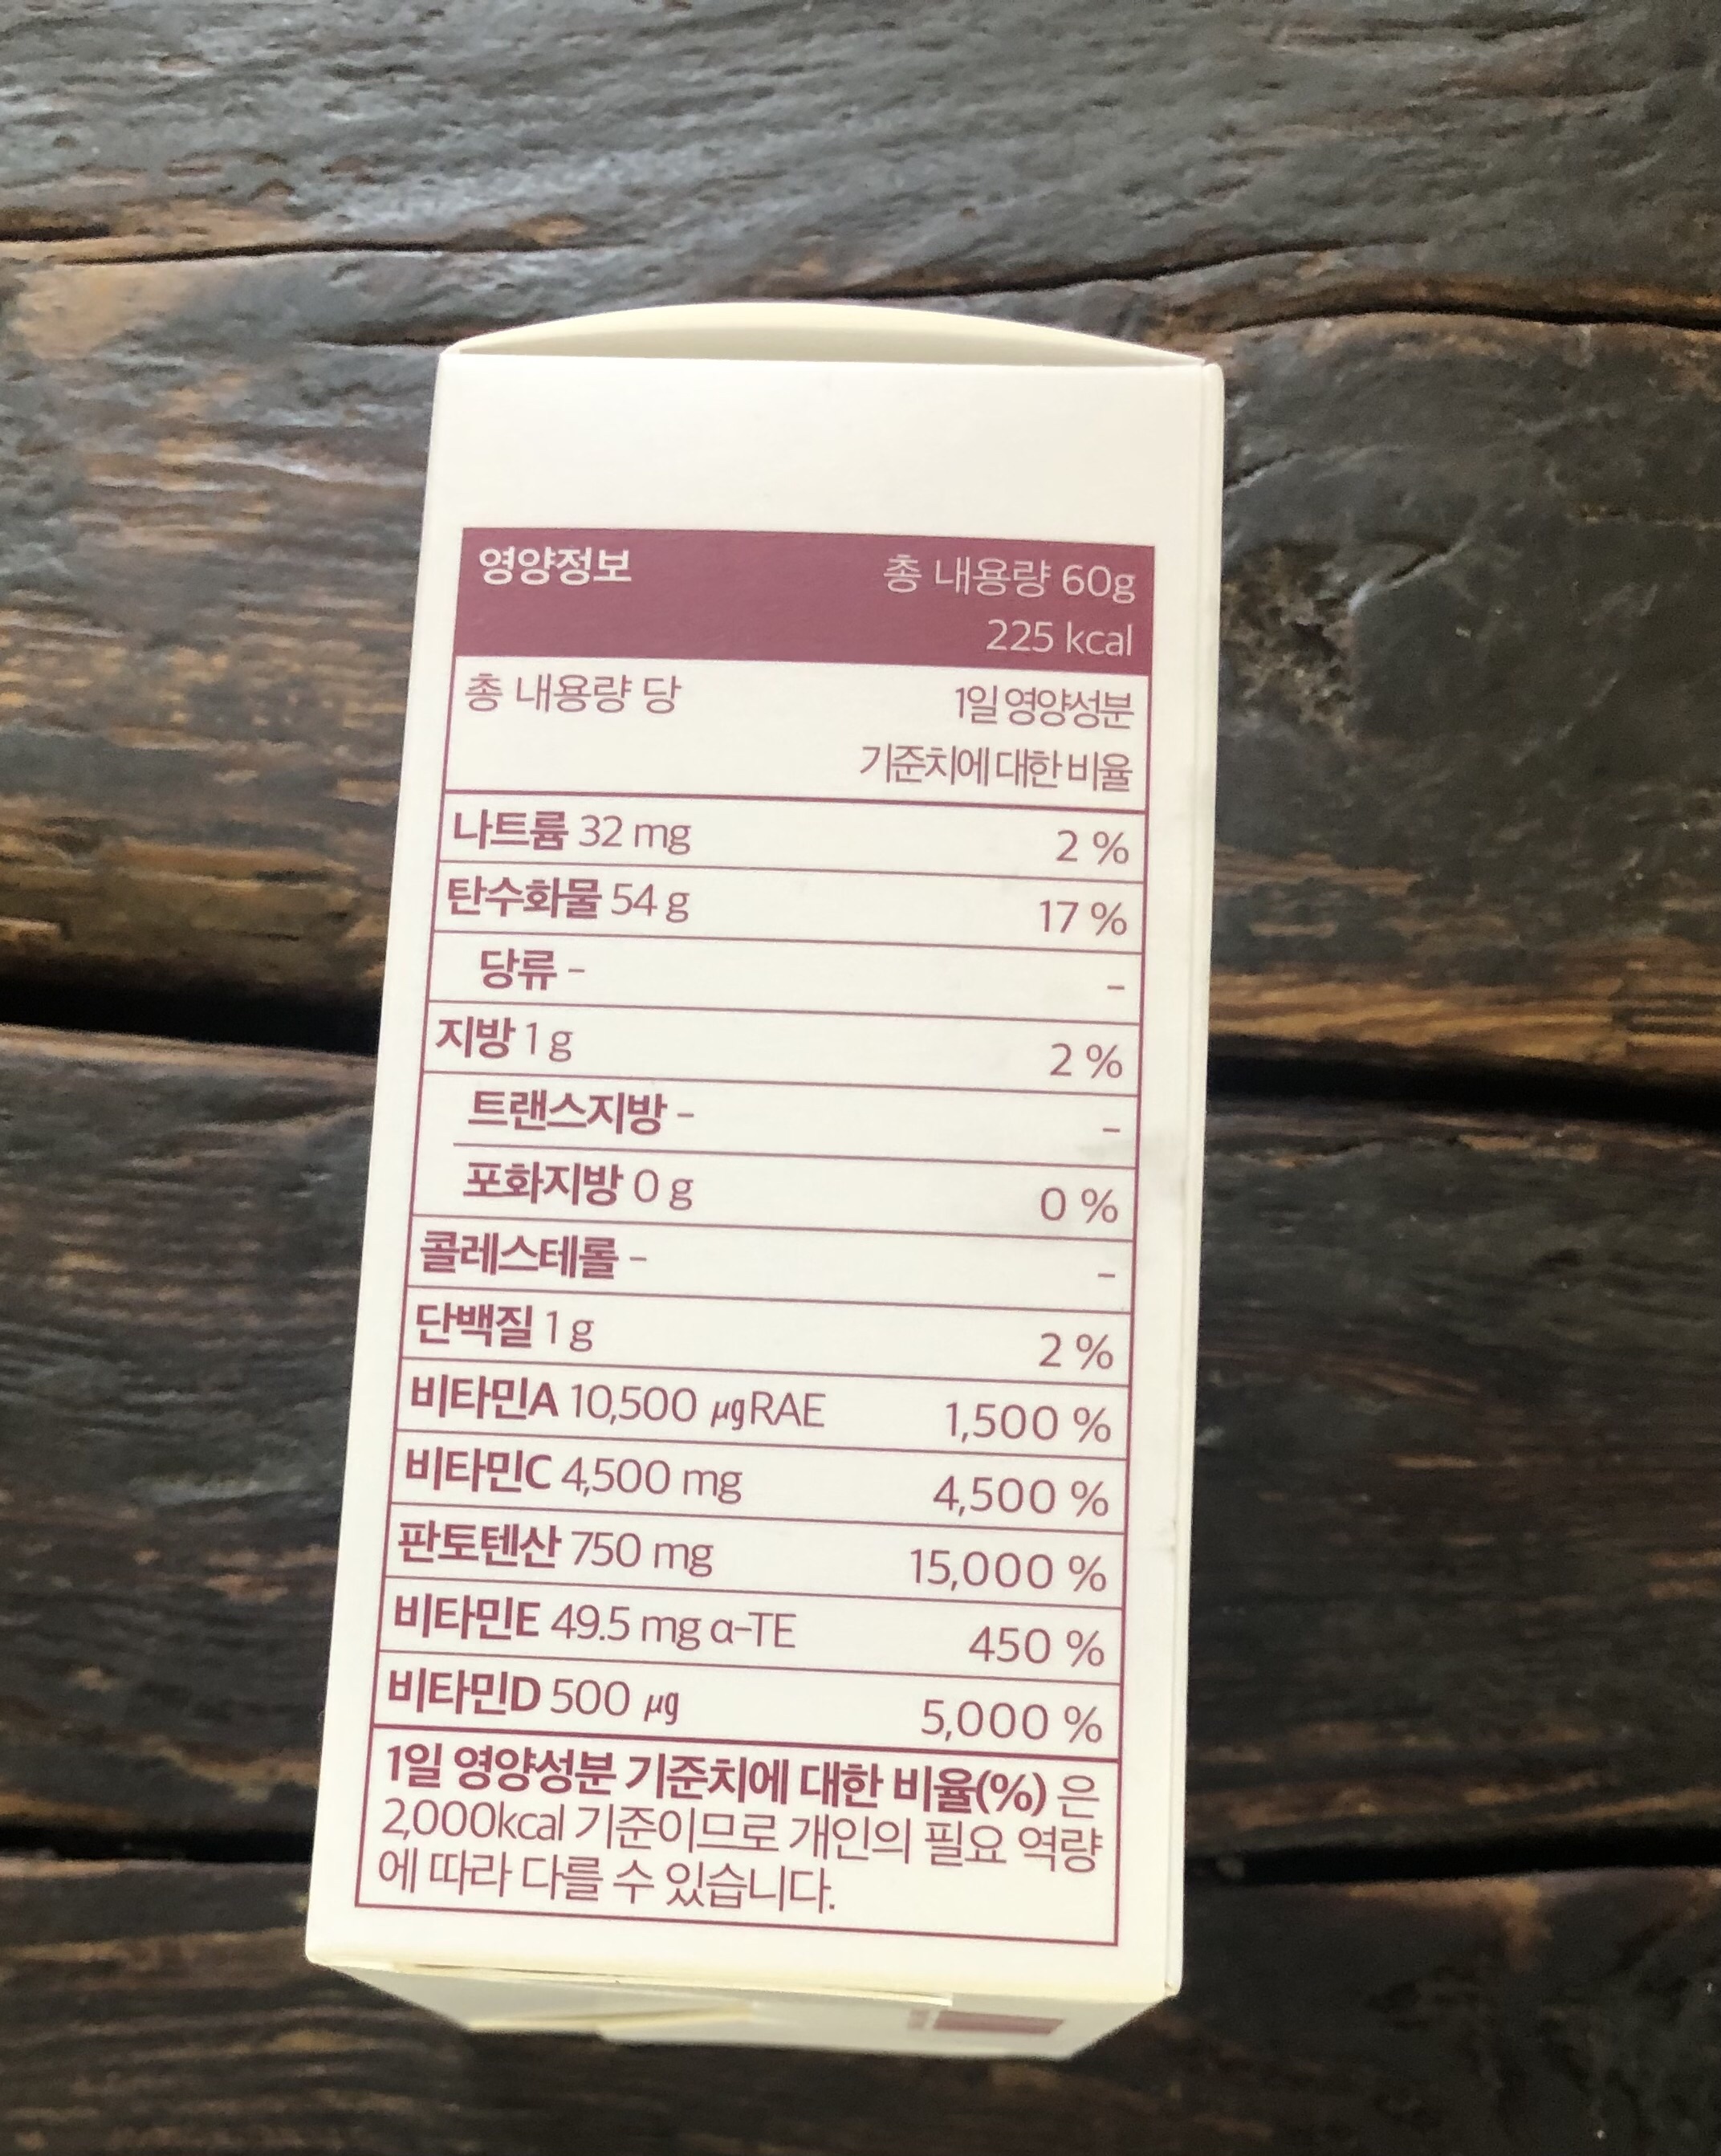 영양정보 총 내용량 60g
225 kcal
총 내용량 당 1일 영양성분
기준치에 대한 비율
나트륨 32 mg 2 %
탄수화물 54 g 17 %
당류 - -
지방 1 g 2 %
트랜스지방 - -
포화지방 0 g 0 %
콜레스테롤 - -
단백질 1 g 2 %
비타민A 10,500 ㎍RAE 1,500 %
비타민C 4,500 mg 4,500 %
판토텐산 750 mg 15,000 %
비타민E 49.5 mg α-TE 450 %
비타민D 500 ㎍ 5,000 %
1일 영양성분 기준치에 대한 비율(%) 은
2,000kcal 기준이므로 개인의 필요 역량
에 따라 다를 수 있습니다.